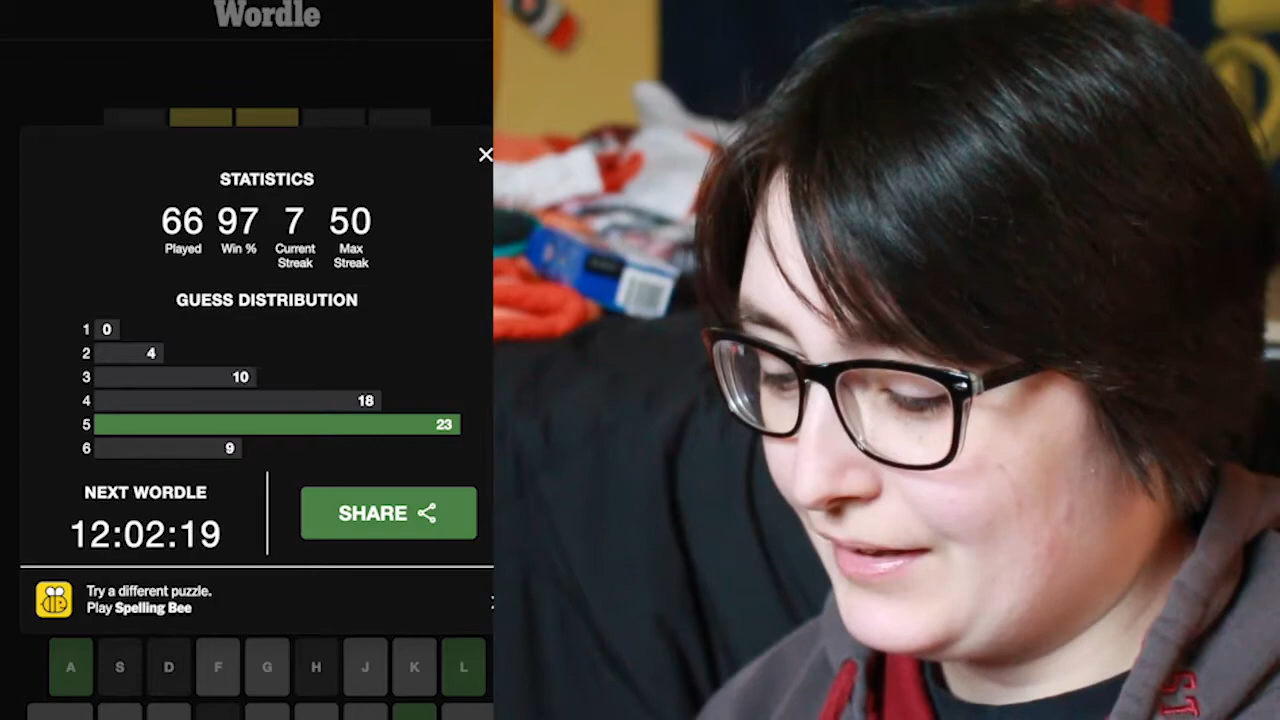 Wordle
STATISTICS
66 97 7 50
Played Win % Current Streak Max Streak
GUESS DISTRIBUTION
1 0
2 4
3 10
4 18
5 23
6 9
NEXT WORDLE
12:02:19
SHARE
Try a different puzzle.
Play Spelling Bee
A S D F G H J K L
ST